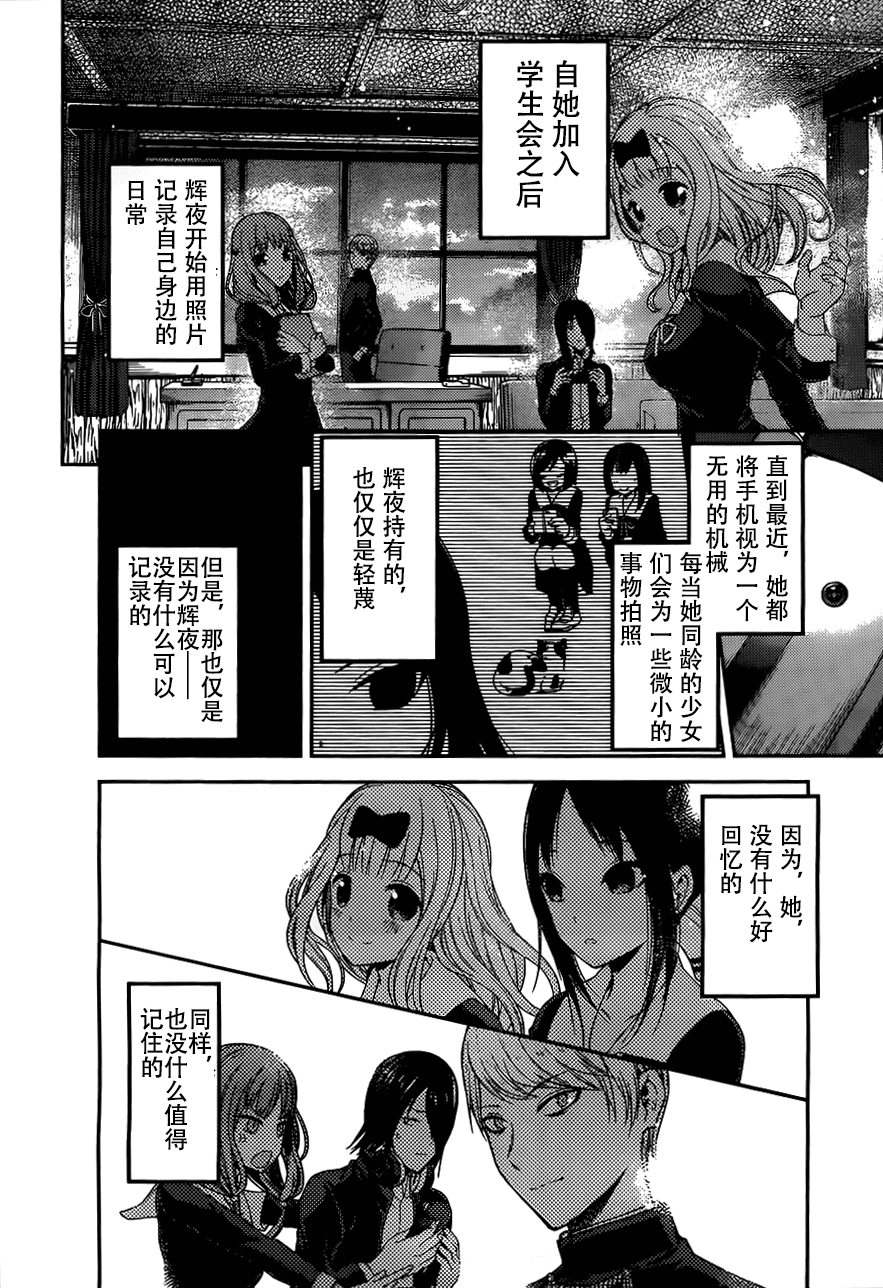 自她加入
学生会之后
辉夜开始用照片
记录自己身边的
日常
直到最近，她都
将手机视为一个
无用的机械
每当她同龄的少女
们会为一些微小的
事物拍照
辉夜持有的，
也仅仅是轻蔑
但是，那也仅是
因为辉夜——
没有什么可以
记录的
因为，她，
没有什么好
回忆的
同样，
也没什么值得
记住的